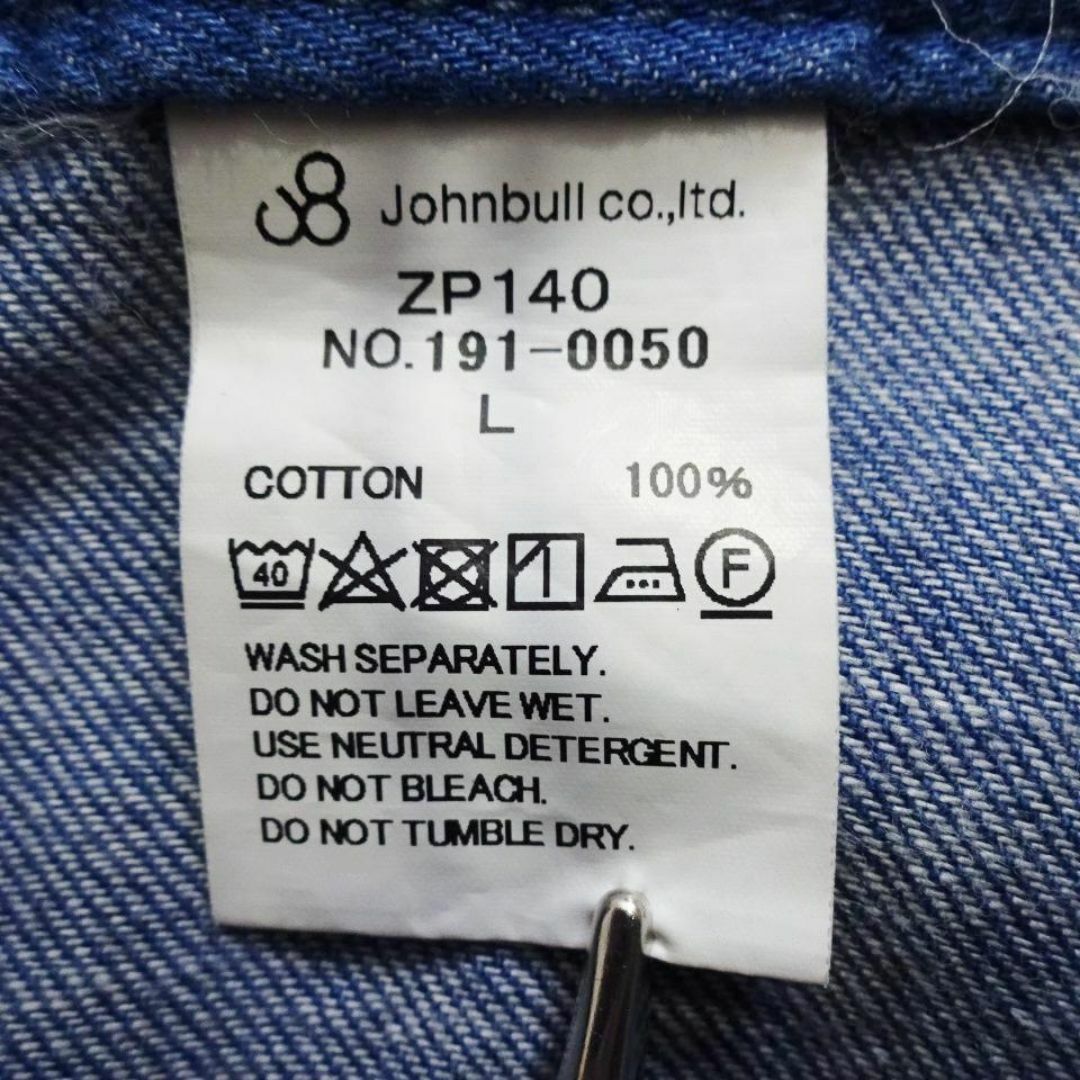 JB Johnbull co.,ltd.
ZP140
NO.191-0050
L
COTTON 100%
40 F
WASH SEPARATELY.
DO NOT LEAVE WET.
USE NEUTRAL DETERGENT.
DO NOT BLEACH.
DO NOT TUMBLE DRY.